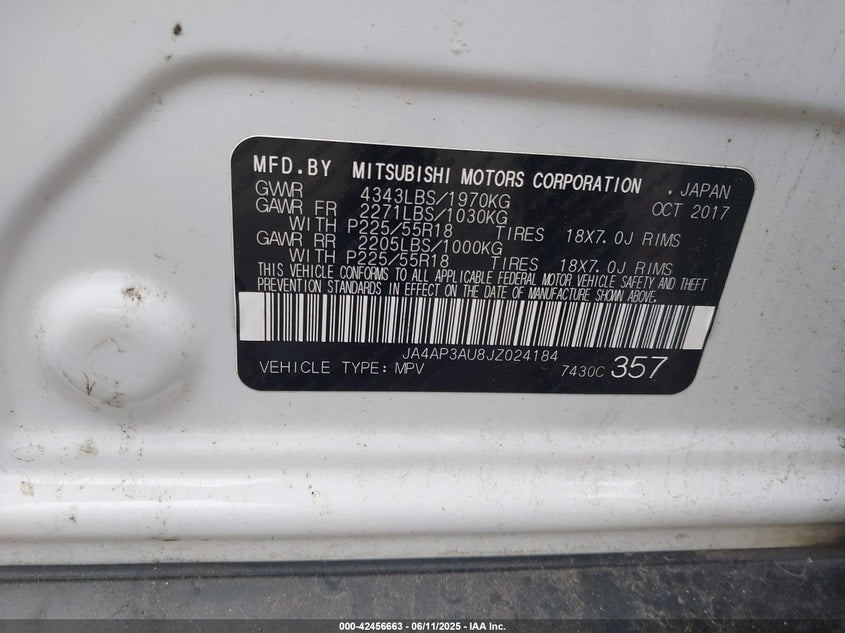 MFD.BY MITSUBISHI MOTORS CORPORATION , JAPAN
GVWR 4343LBS/1970KG OCT 2017
GAWR FR 2271LBS/1030KG
WITH P225/55R18 TIRES 18X7.0J RIMS
GAWR RR 2205LBS/1000KG
WITH P225/55R18 TIRES 18X7.0J RIMS
THIS VEHICLE CONFORMS TO ALL APPLICABLE FEDERAL MOTOR VEHICLE SAFETY AND THEFT
PREVENTION STANDARDS IN EFFECT ON THE DATE OF MANUFACTURE SHOWN ABOVE.
JA4AP3AU8JZ024184
VEHICLE TYPE: MPV 7430C 357
000-42456663 - 06/11/2025 - IAA Inc.